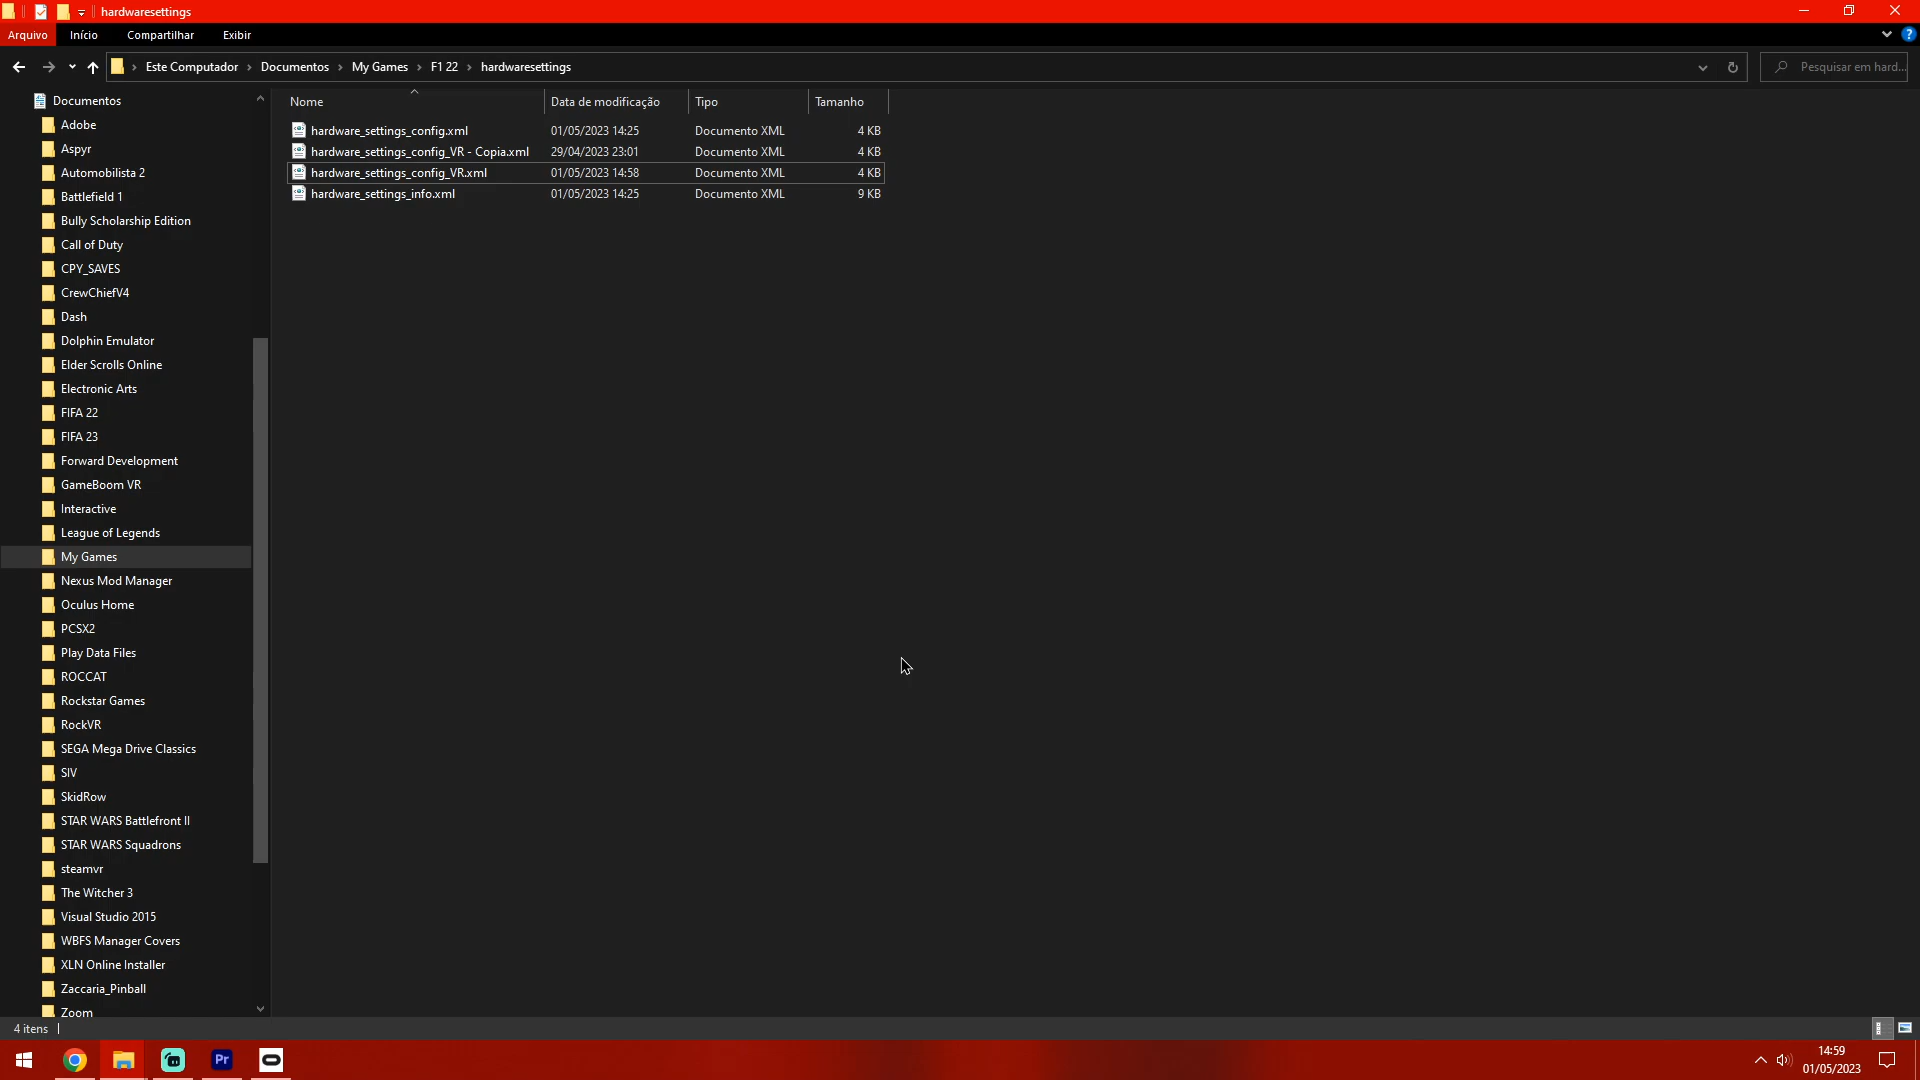 hardwaresettings
Arquivo Início Compartilhar Exibir
Este Computador Documentos My Games F1 22 hardwaresettings Pesquisar em hard...
Nome Data de modificação Tipo Tamanho
hardware_settings_config.xml 01/05/2023 14:25 Documento XML 4 KB
hardware_settings_config_VR - Copia.xml 29/04/2023 23:01 Documento XML 4 KB
hardware_settings_config_VR.xml 01/05/2023 14:58 Documento XML 4 KB
hardware_settings_info.xml 01/05/2023 14:25 Documento XML 9 KB
Documentos
Adobe
Aspyr
Automobilista 2
Battlefield 1
Bully Scholarship Edition
Call of Duty
CPY_SAVES
CrewChiefV4
Dash
Dolphin Emulator
Elder Scrolls Online
Electronic Arts
FIFA 22
FIFA 23
Forward Development
GameBoom VR
Interactive
League of Legends
My Games
Nexus Mod Manager
Oculus Home
PCSX2
Play Data Files
ROCCAT
Rockstar Games
RockVR
SEGA Mega Drive Classics
SIV
SkidRow
STAR WARS Battlefront II
STAR WARS Squadrons
steamvr
The Witcher 3
Visual Studio 2015
WBFS Manager Covers
XLN Online Installer
Zaccaria_Pinball
Zoom
4 itens
Pr
14:59
01/05/2023